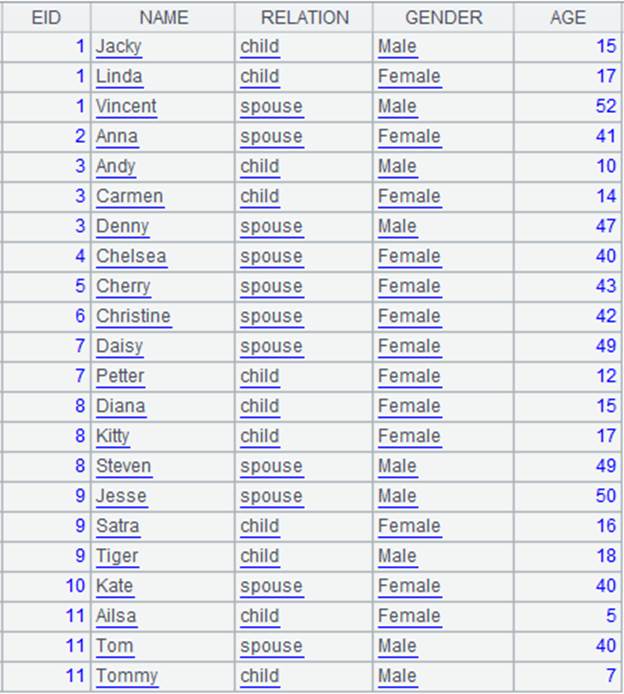 EID NAME RELATION GENDER AGE
1 Jacky child Male 15
1 Linda child Female 17
1 Vincent spouse Male 52
2 Anna spouse Female 41
3 Andy child Male 10
3 Carmen child Female 14
3 Denny spouse Male 47
4 Chelsea spouse Female 40
5 Cherry spouse Female 43
6 Christine spouse Female 42
7 Daisy spouse Female 49
7 Petter child Female 12
8 Diana child Female 15
8 Kitty child Female 17
8 Steven spouse Male 49
9 Jesse spouse Male 50
9 Satra child Female 16
9 Tiger child Male 18
10 Kate spouse Female 40
11 Ailsa child Female 5
11 Tom spouse Male 40
11 Tommy child Male 7